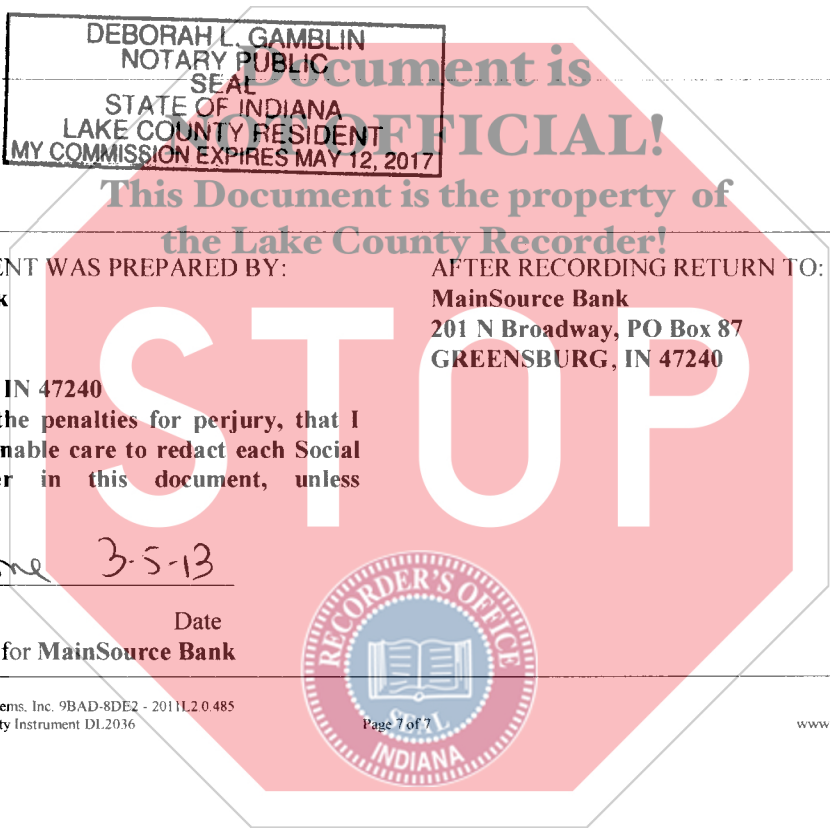 DEBORAH L. GAMBLIN
NOTARY PUBLIC
SEAL
STATE OF INDIANA
LAKE COUNTY RESIDENT
MY COMMISSION EXPIRES MAY 12, 2017
Document is
NOT OFFICIAL!
This Document is the property of
the Lake County Recorder!
ENT WAS PREPARED BY:
k
IN 47240
the penalties for perjury, that I
nable care to redact each Social
r in this document, unless
AFTER RECORDING RETURN TO:
MainSource Bank
201 N Broadway, PO Box 87
GREENSBURG, IN 47240
STOP
3-5-13
Date
for MainSource Bank
RECORDER'S OFFICE
SEAL
INDIANA
ems, Inc. 9BAD-8DE2 - 2011L2.0.485
ty Instrument DL2036
Page 7 of 7
www